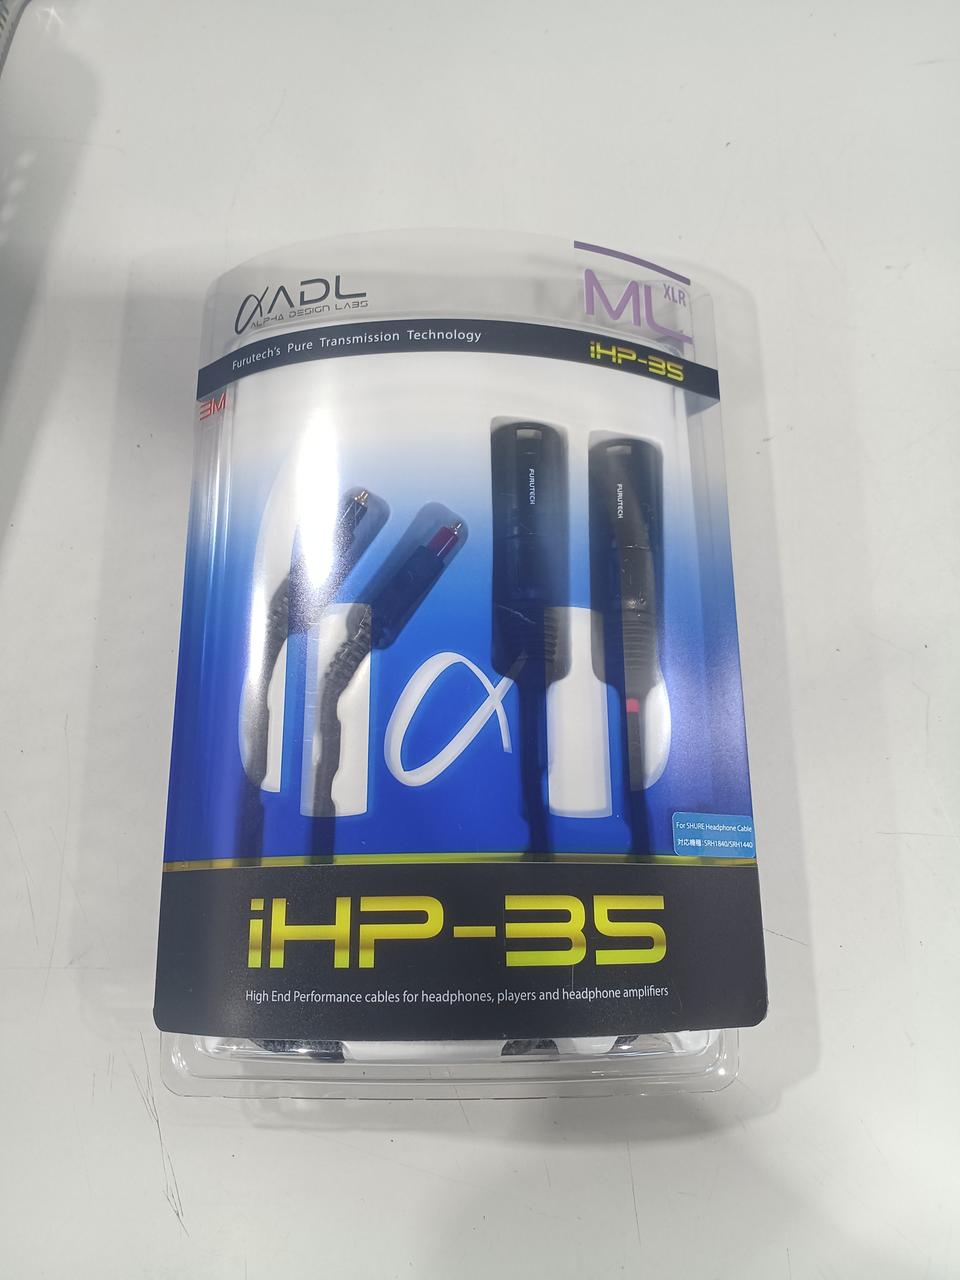 αADL
ALPHA DESIGN LABS
ML XLR
Furutech's Pure Transmission Technology
iHP-35
3M
FURUTECH
FURUTECH
α
For SHURE Headphone Cable
対応機種：SRH1840/SRH1440
iHP-35
High End Performance cables for headphones, players and headphone amplifiers